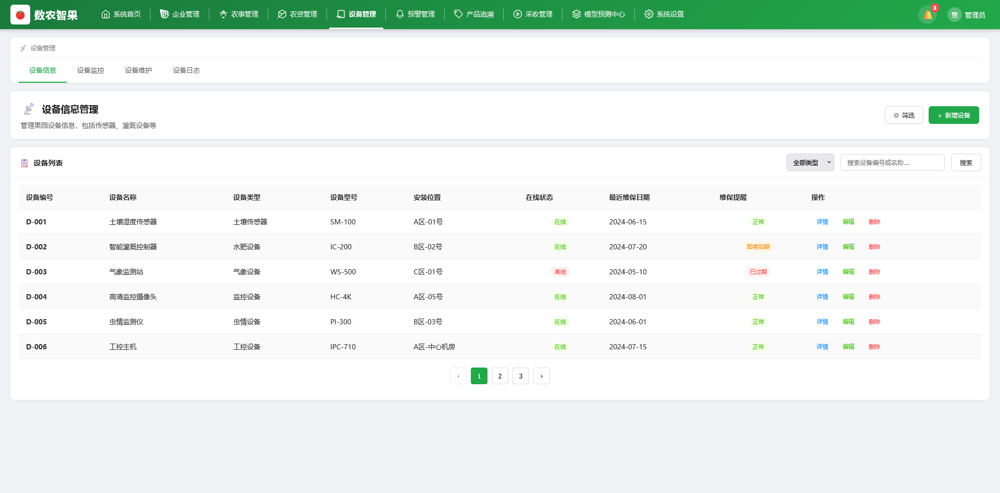 数农智果 系统首页 企业管理 农事管理 农资管理 设备管理 预警管理 产品追溯 采收管理 模型预测中心 系统设置 3 管 管理员
设备管理
设备信息 设备监控 设备维护 设备日志
设备信息管理
管理果园设备信息，包括传感器、灌溉设备等
筛选 + 新增设备
设备列表 全部类型 搜索设备编号或名称... 搜索
设备编号 设备名称 设备类型 设备型号 安装位置 在线状态 最近维保日期 维保提醒 操作
D-001 土壤湿度传感器 土壤传感器 SM-100 A区-01号 在线 2024-06-15 正常 详情 编辑 删除
D-002 智能灌溉控制器 水肥设备 IC-200 B区-02号 在线 2024-07-20 即将到期 详情 编辑 删除
D-003 气象监测站 气象设备 WS-500 C区-01号 离线 2024-05-10 已过期 详情 编辑 删除
D-004 高清监控摄像头 监控设备 HC-4K A区-05号 在线 2024-08-01 正常 详情 编辑 删除
D-005 虫情监测仪 虫情设备 PI-300 B区-03号 在线 2024-06-01 正常 详情 编辑 删除
D-006 工控主机 工控设备 IPC-710 A区-中心机房 在线 2024-07-15 正常 详情 编辑 删除
‹ 1 2 3 ›